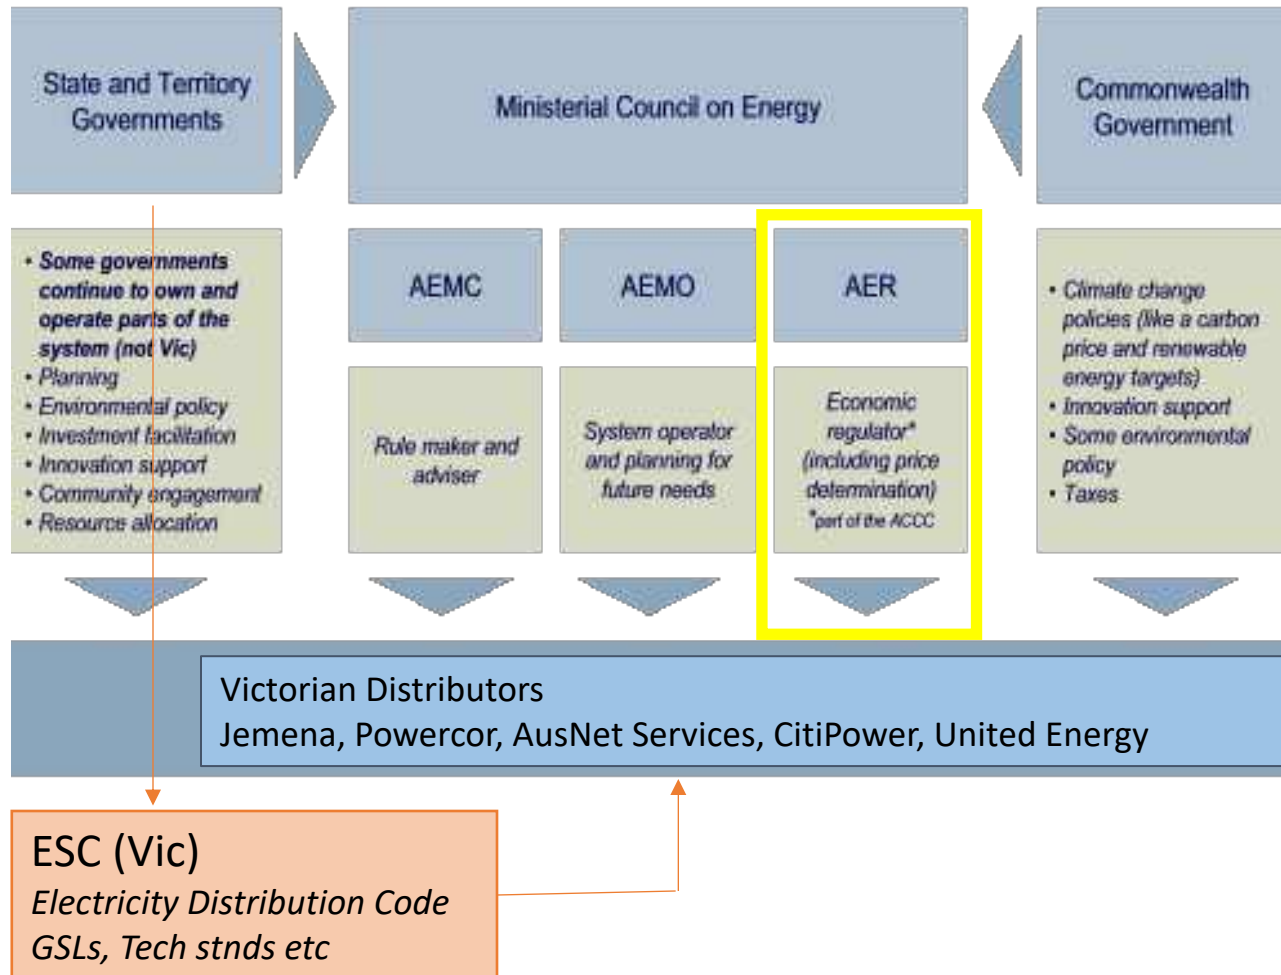 State and Territory
Governments
Ministerial Council on Energy
Commonwealth
Government
• Some governments
continue to own and
operate parts of the
system (not Vic)
• Planning
• Environmental policy
• Investment facilitation
• Innovation support
• Community engagement
• Resource allocation
AEMC
Rule maker and
adviser
AEMO
System operator
and planning for
future needs
AER
Economic
regulator*
(including price
determination)
*part of the ACCC
• Climate change
policies (like a carbon
price and renewable
energy targets)
• Innovation support
• Some environmental
policy
• Taxes
Victorian Distributors
Jemena, Powercor, AusNet Services, CitiPower, United Energy
ESC (Vic)
Electricity Distribution Code
GSLs, Tech stnds etc